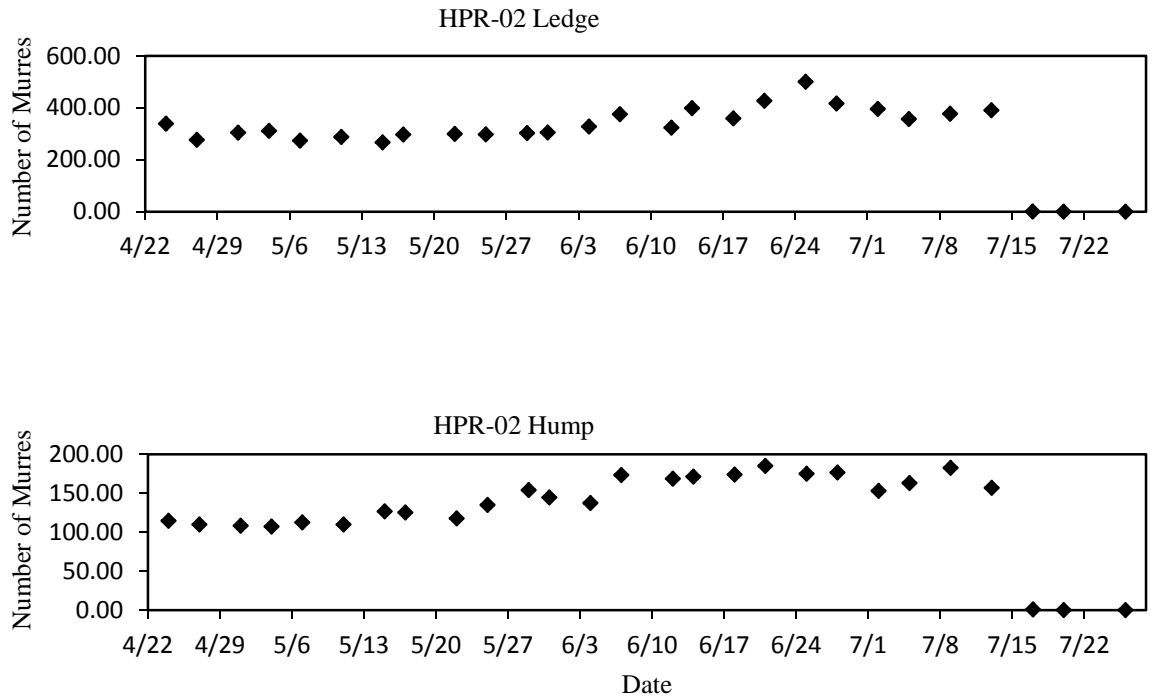 HPR-02 Ledge
Number of Murres
600.00
400.00
200.00
0.00
4/22 4/29 5/6 5/13 5/20 5/27 6/3 6/10 6/17 6/24 7/1 7/8 7/15 7/22
HPR-02 Hump
Number of Murres
200.00
150.00
100.00
50.00
0.00
4/22 4/29 5/6 5/13 5/20 5/27 6/3 6/10 6/17 6/24 7/1 7/8 7/15 7/22
Date